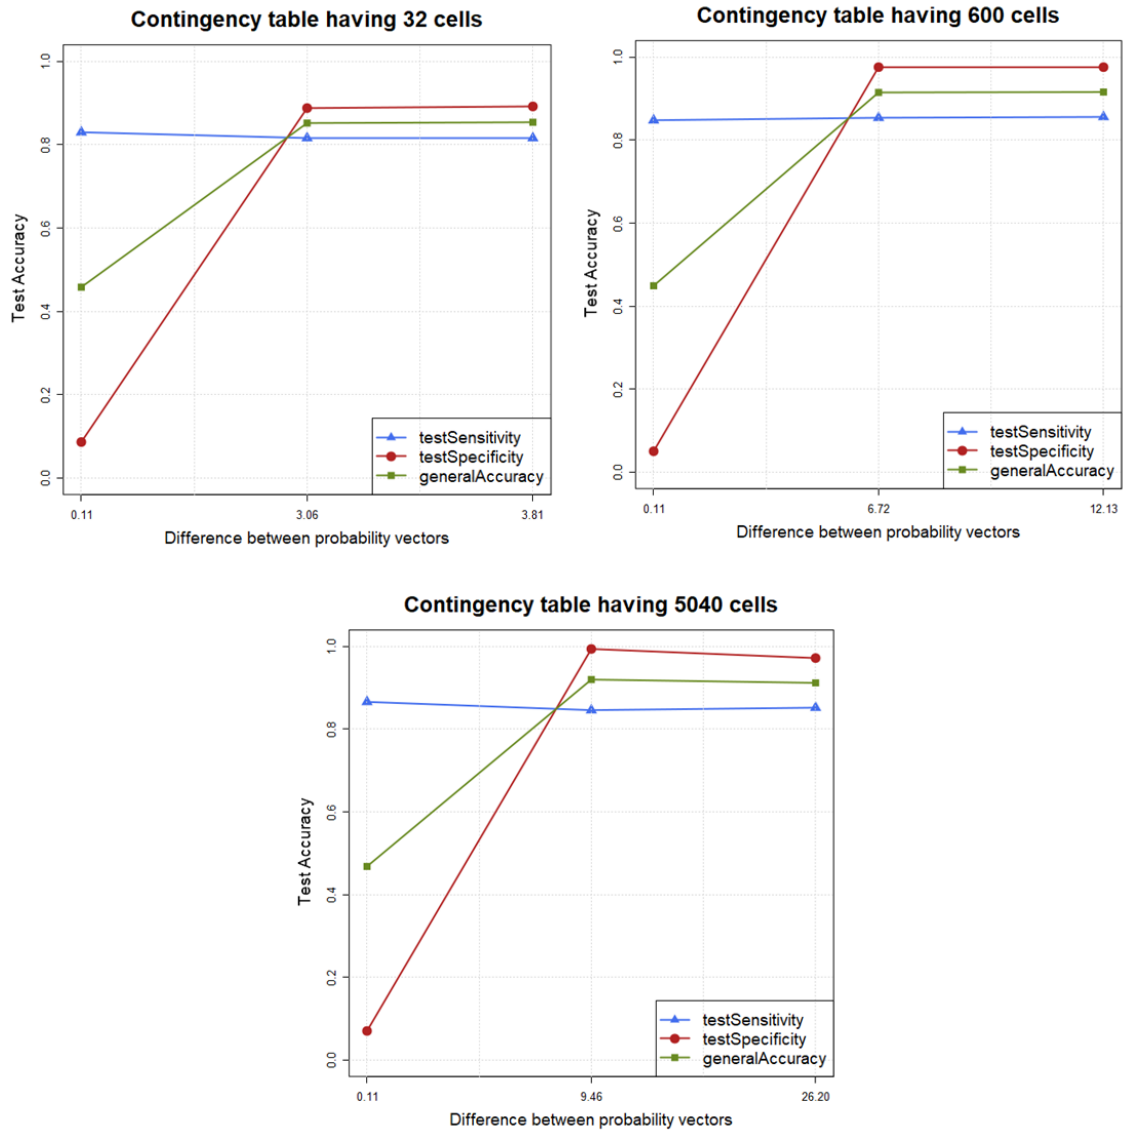 Contingency table having 32 cells
Test Accuracy
1.0
0.8
0.6
0.4
0.2
0.0
testSensitivity
testSpecificity
generalAccuracy
0.11 3.06 3.81
Difference between probability vectors
Contingency table having 600 cells
Test Accuracy
1.0
0.8
0.6
0.4
0.2
0.0
testSensitivity
testSpecificity
generalAccuracy
0.11 6.72 12.13
Difference between probability vectors
Contingency table having 5040 cells
Test Accuracy
1.0
0.8
0.6
0.4
0.2
0.0
testSensitivity
testSpecificity
generalAccuracy
0.11 9.46 26.20
Difference between probability vectors